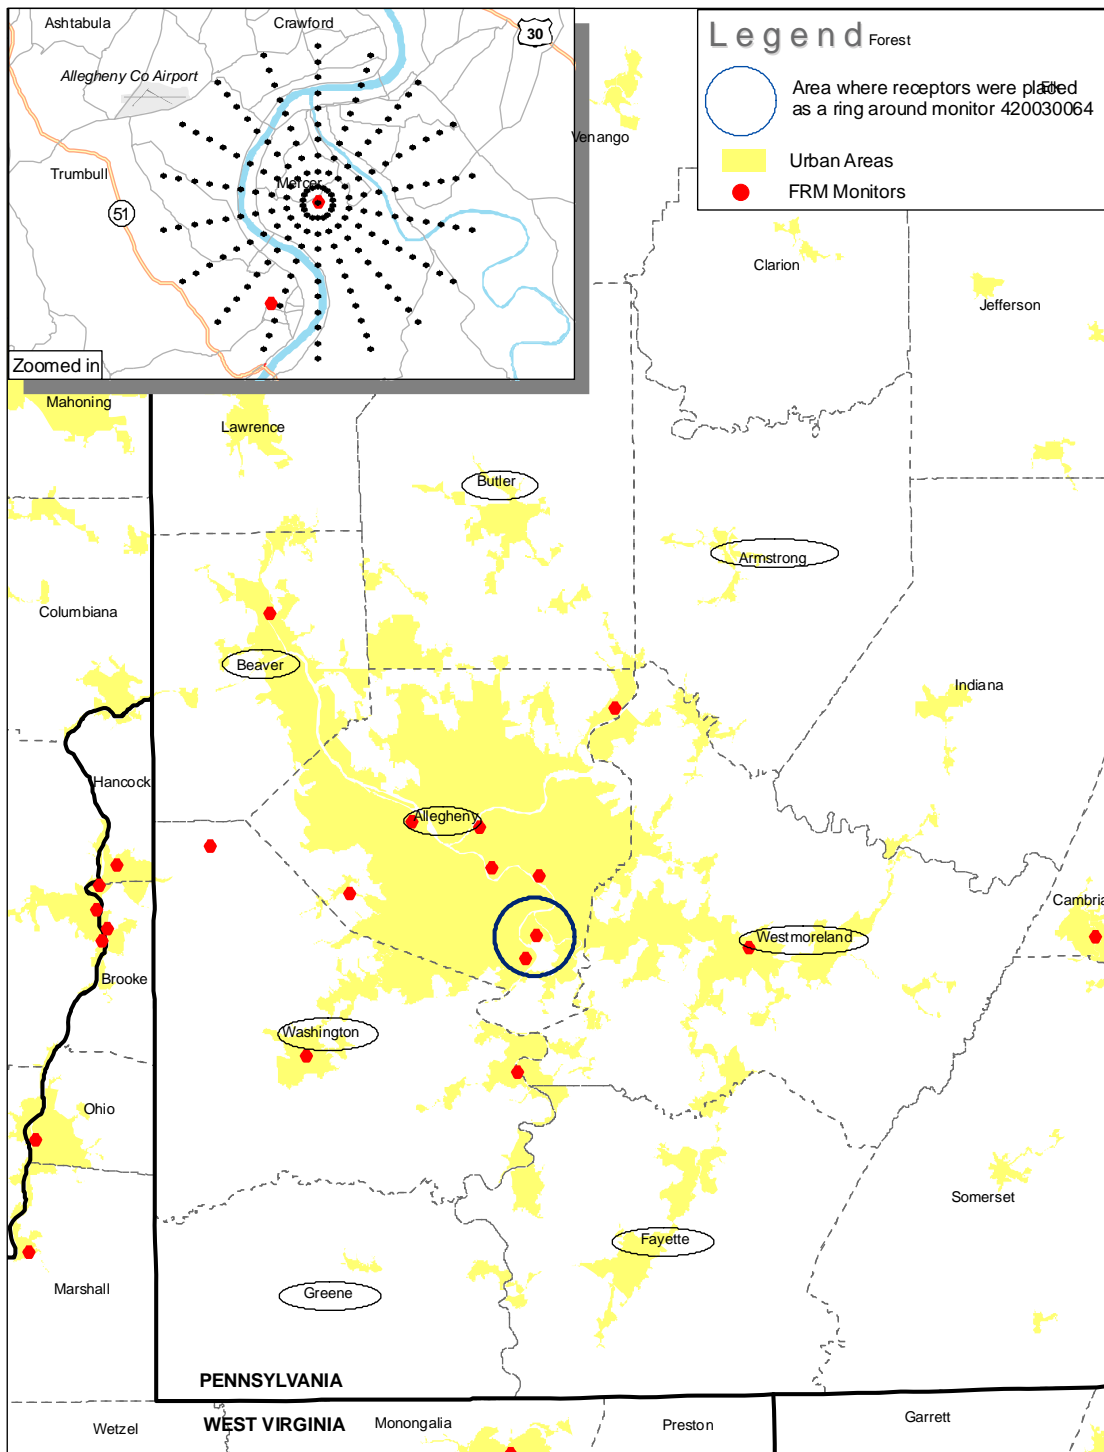 Ashtabula
Crawford
30
Allegheny Co Airport
Trumbull
Mercer
51
Zoomed in
Legend
Forest
Area where receptors were placed
Elk
as a ring around monitor 420030064
Urban Areas
FRM Monitors
Venango
Clarion
Jefferson
Mahoning
Lawrence
Butler
Armstrong
Columbiana
Beaver
Indiana
Hancock
Allegheny
Cambria
Westmoreland
Brooke
Washington
Ohio
Somerset
Fayette
Marshall
Greene
PENNSYLVANIA
WEST VIRGINIA
Wetzel
Monongalia
Preston
Garrett